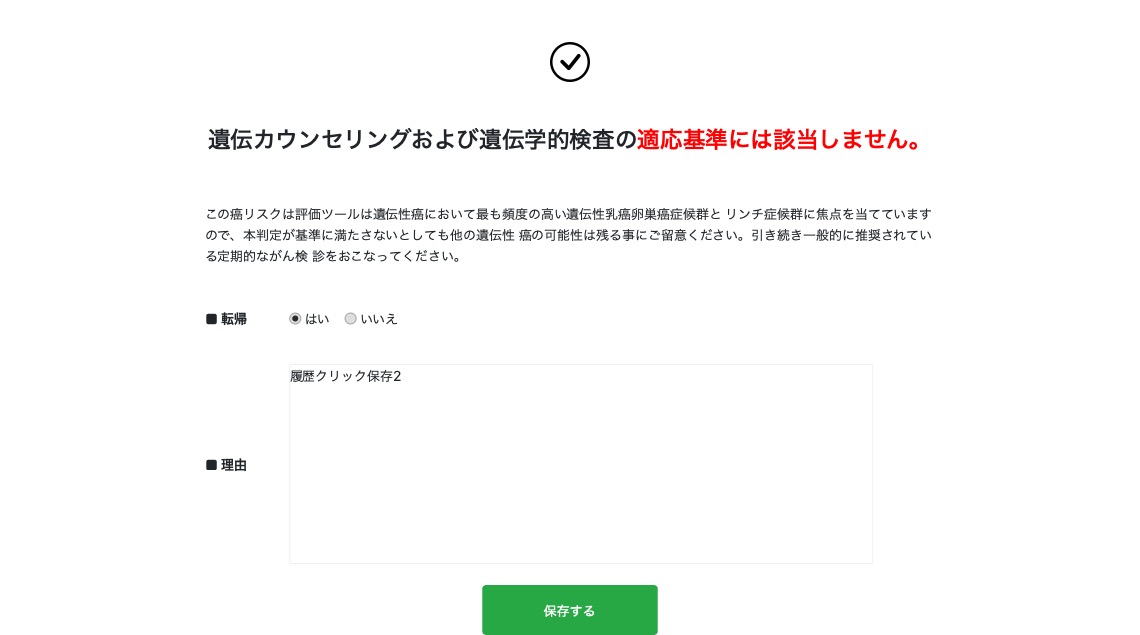 遺伝カウンセリングおよび遺伝学的検査の適応基準には該当しません。
この癌リスクは評価ツールは遺伝性癌において最も頻度の高い遺伝性乳癌卵巣癌症候群と リンチ症候群に焦点を当てています
ので、本判定が基準に満たさないとしても他の遺伝性 癌の可能性は残る事にご留意ください。引き続き一般的に推奨されてい
る定期的ながん検 診をおこなってください。
■ 転帰 はい いいえ
履歴クリック保存2
■ 理由
保存する